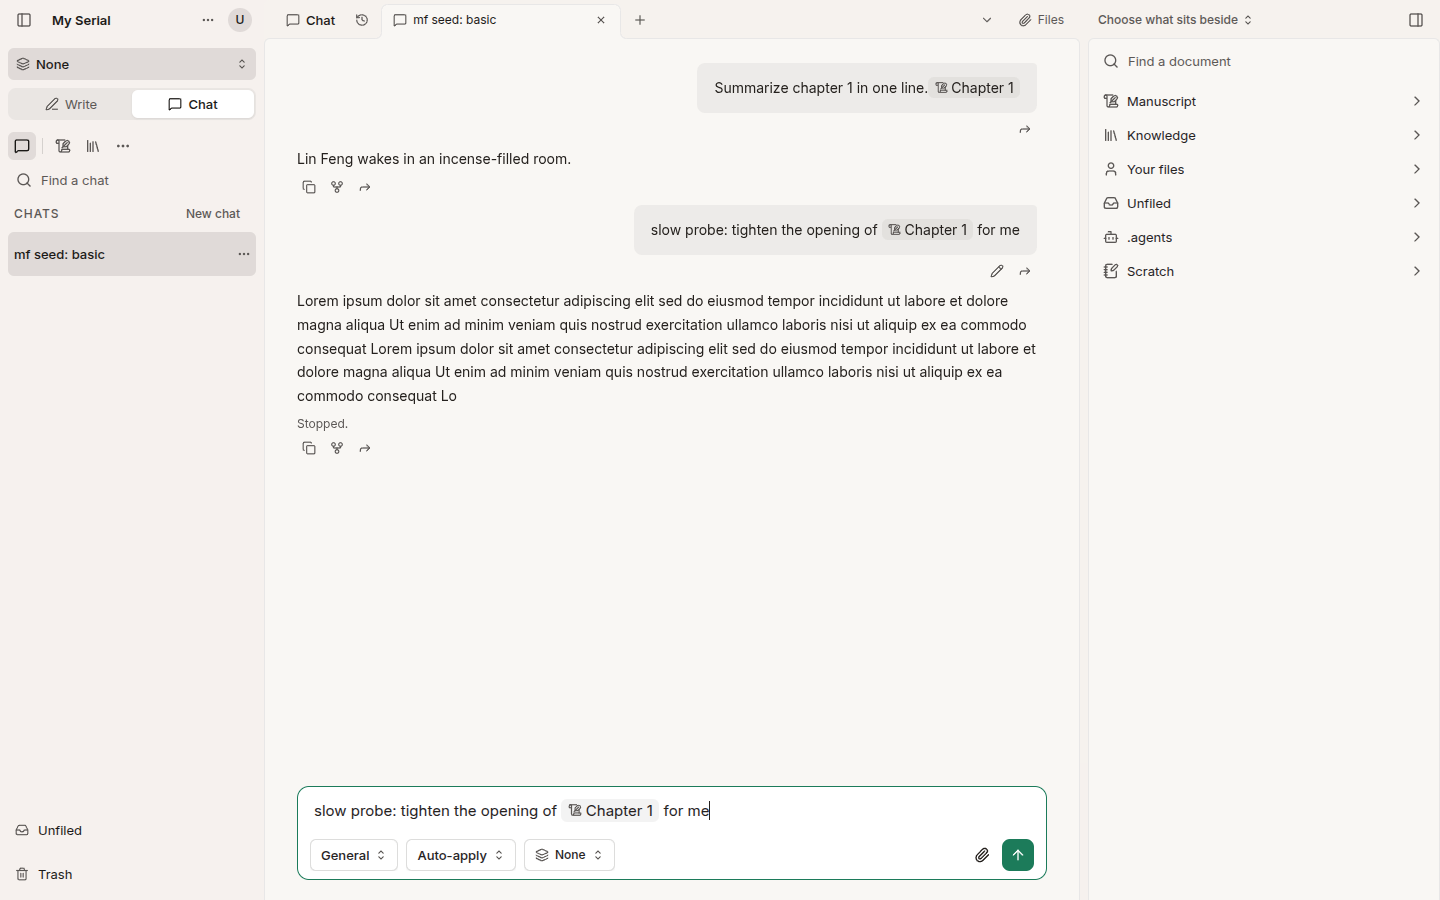 My Serial
U
None
Write
Chat
Find a chat
CHATS
New chat
mf seed: basic
Unfiled
Trash
Chat
mf seed: basic
Files
Summarize chapter 1 in one line. Chapter 1
Lin Feng wakes in an incense-filled room.
slow probe: tighten the opening of Chapter 1 for me
Lorem ipsum dolor sit amet consectetur adipiscing elit sed do eiusmod tempor incididunt ut labore et dolore
magna aliqua Ut enim ad minim veniam quis nostrud exercitation ullamco laboris nisi ut aliquip ex ea commodo
consequat Lorem ipsum dolor sit amet consectetur adipiscing elit sed do eiusmod tempor incididunt ut labore et
dolore magna aliqua Ut enim ad minim veniam quis nostrud exercitation ullamco laboris nisi ut aliquip ex ea
commodo consequat Lo
Stopped.
slow probe: tighten the opening of Chapter 1 for me
General
Auto-apply
None
Choose what sits beside
Find a document
Manuscript
Knowledge
Your files
Unfiled
.agents
Scratch